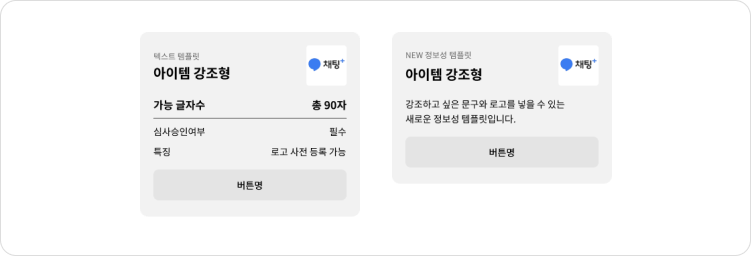 텍스트 템플릿
아이템 강조형
채팅+
가능 글자수 총 90자
심사승인여부 필수
특징 로고 사전 등록 가능
버튼명
NEW 정보성 템플릿
아이템 강조형
채팅+
강조하고 싶은 문구와 로고를 넣을 수 있는
새로운 정보성 템플릿입니다.
버튼명